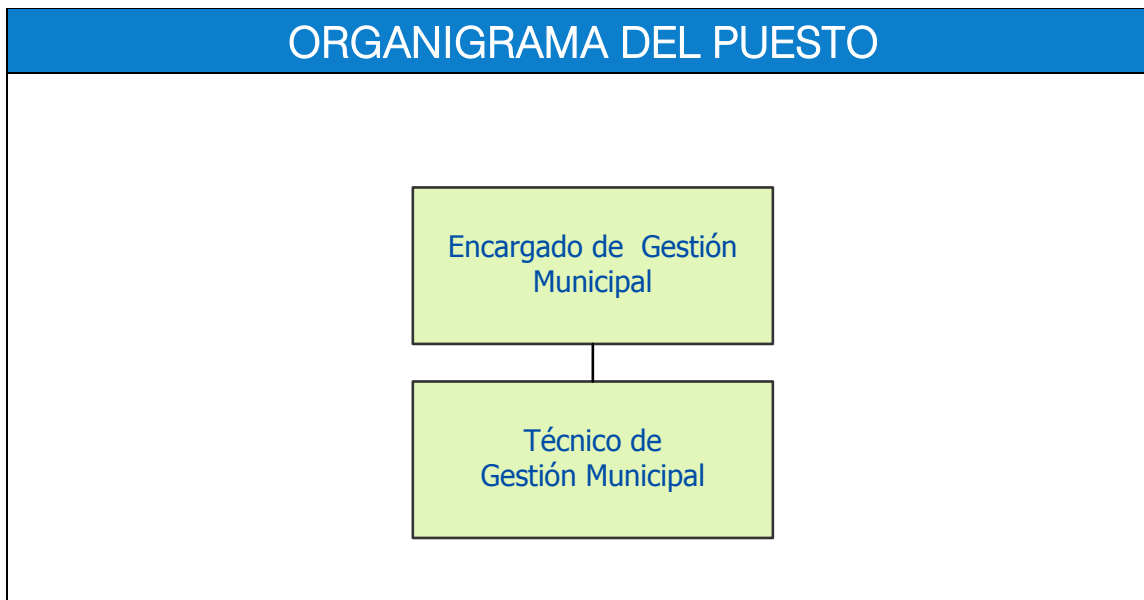 ORGANIGRAMA DEL PUESTO
Encargado de  Gestión
Municipal
Técnico de
Gestión Municipal